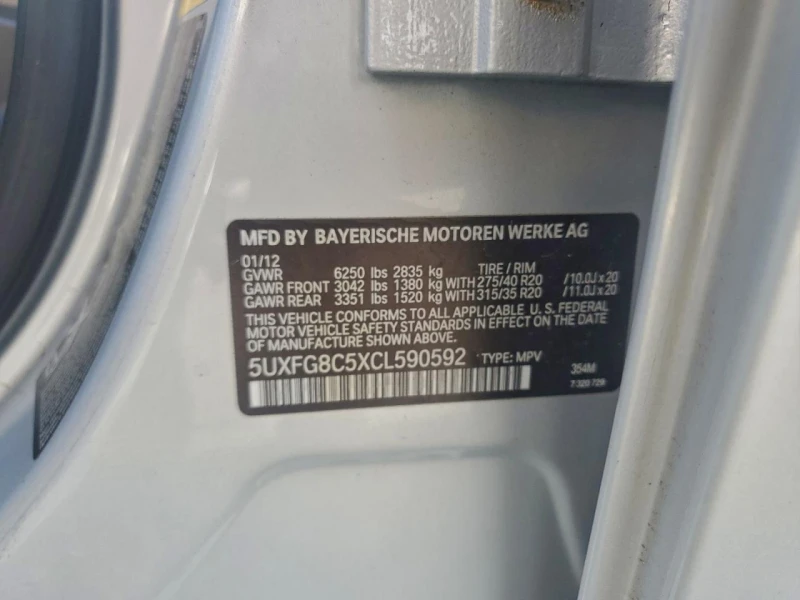 MFD BY BAYERISCHE MOTOREN WERKE AG
01/12
GVWR 6250 lbs 2835 kg TIRE / RIM
GAWR FRONT 3042 lbs 1380 kg WITH 275/40 R20 /10.0J x 20
GAWR REAR 3351 lbs 1520 kg WITH 315/35 R20 /11.0J x 20
THIS VEHICLE CONFORMS TO ALL APPLICABLE U.S. FEDERAL
MOTOR VEHICLE SAFETY STANDARDS IN EFFECT ON THE DATE
OF MANUFACTURE SHOWN ABOVE.
5UXFG8C5XCL590592 TYPE: MPV 354M
7 320 729